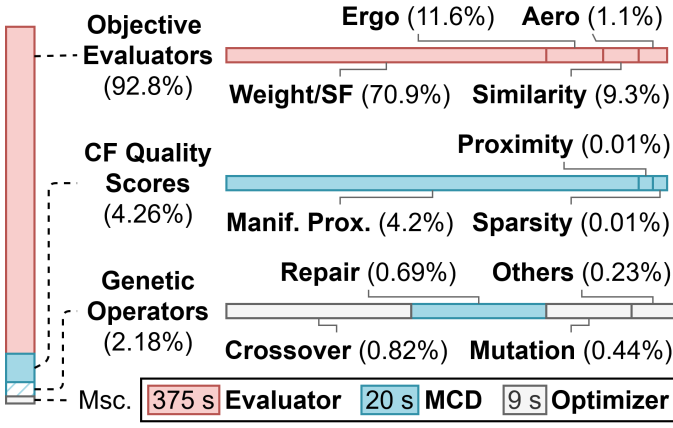 Objective
Evaluators
(92.8%)
Ergo (11.6%) Aero (1.1%)
Weight/SF (70.9%) Similarity (9.3%)
CF Quality
Scores
(4.26%)
Proximity (0.01%)
Manif. Prox. (4.2%) Sparsity (0.01%)
Genetic
Operators
(2.18%)
Repair (0.69%) Others (0.23%)
Crossover (0.82%) Mutation (0.44%)
Msc.
375 s Evaluator 20 s MCD 9 s Optimizer